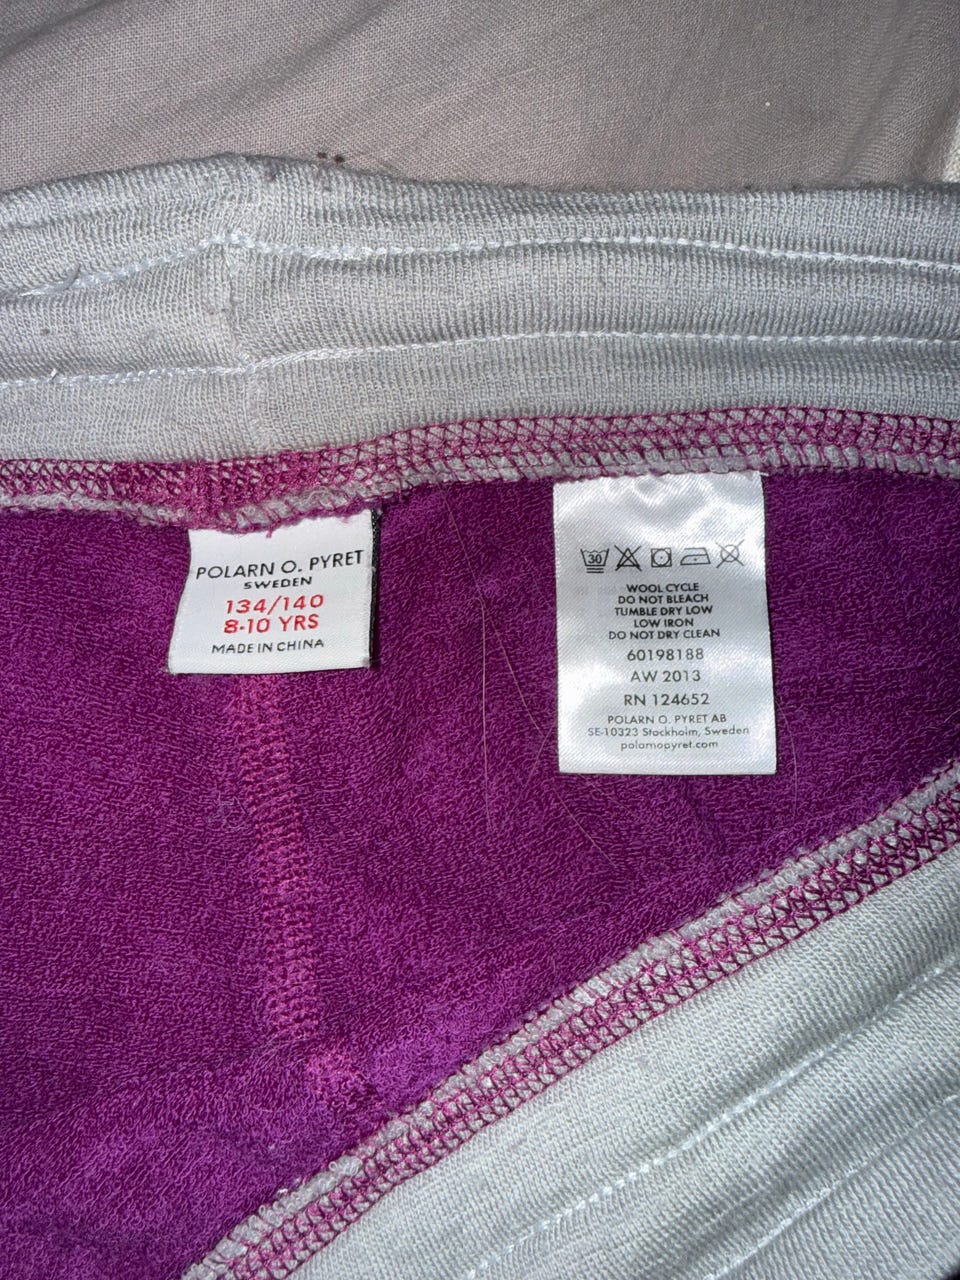 POLARN O. PYRET
SWEDEN
134/140
8-10 YRS
MADE IN CHINA
30
WOOL CYCLE
DO NOT BLEACH
TUMBLE DRY LOW
LOW IRON
DO NOT DRY CLEAN
60198188
AW 2013
RN 124652
POLARN O. PYRET AB
SE-10323 Stockholm, Sweden
polarnopyret.com